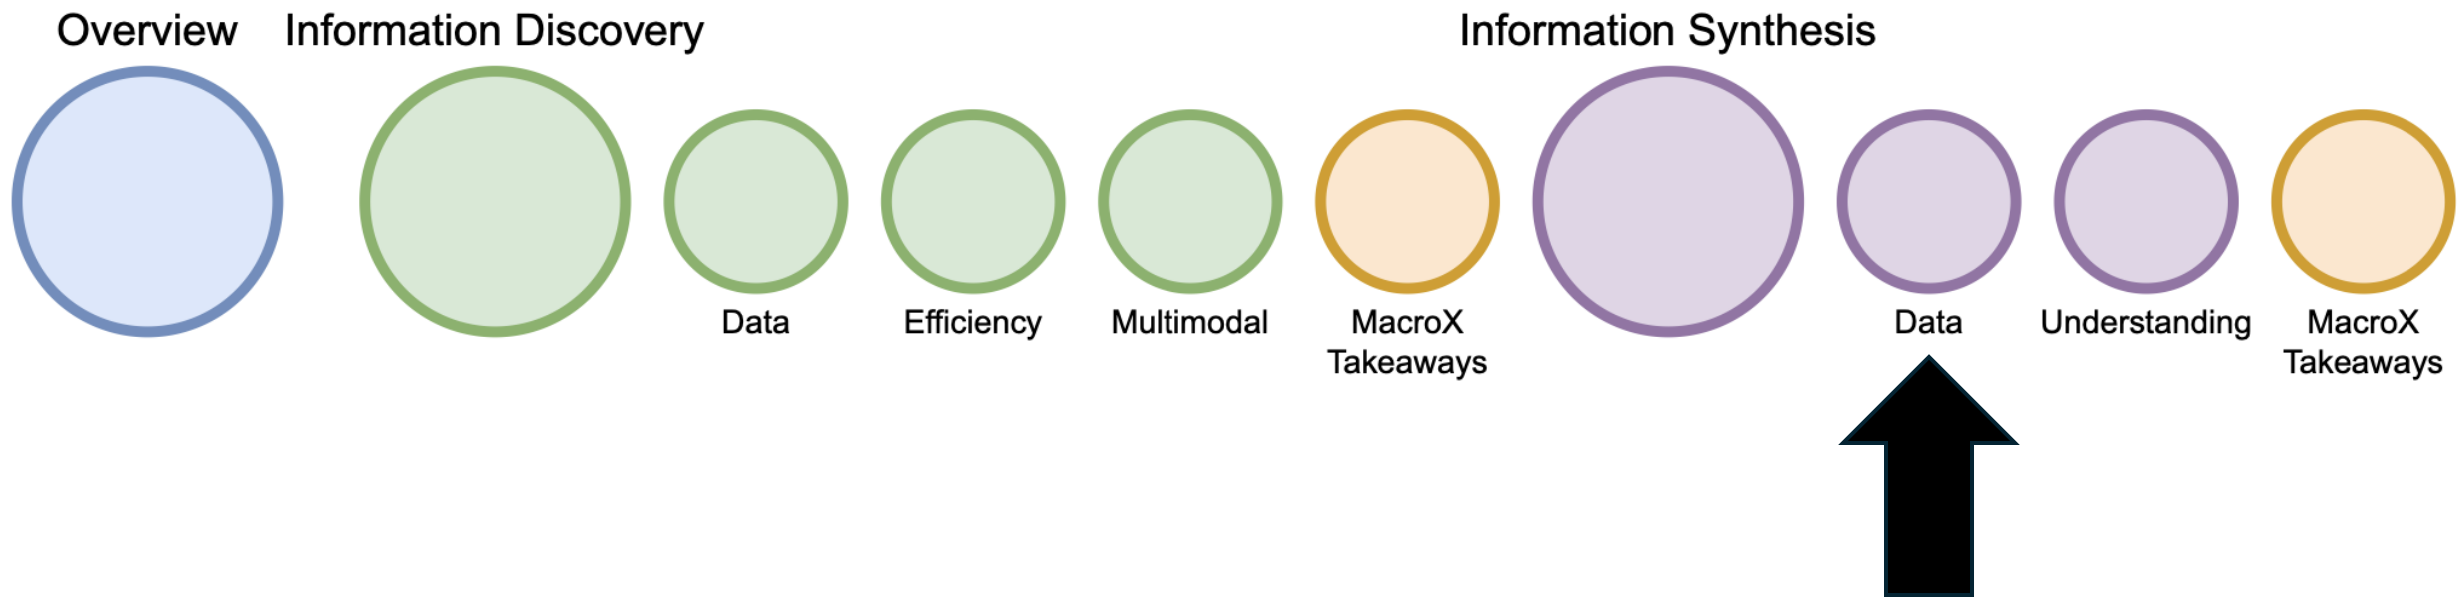 Overview
Information Discovery
Information Synthesis
Data
Efficiency
Multimodal
MacroX
Takeaways
Data
Understanding
MacroX
Takeaways